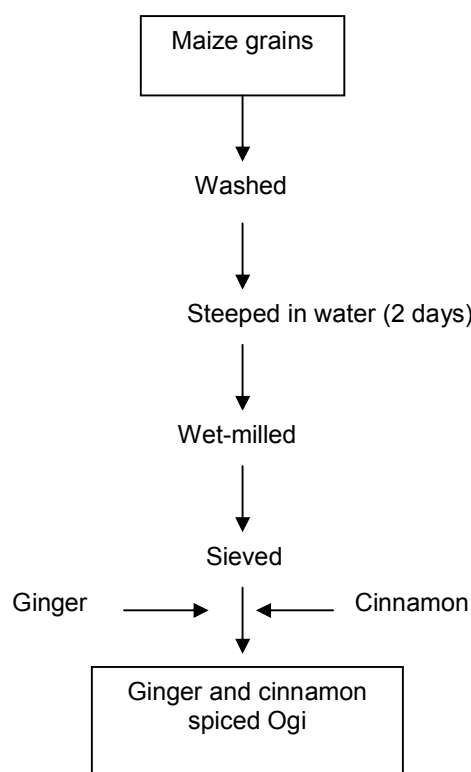 Maize grains
Washed
Steeped in water (2 days)
Wet-milled
Sieved
Ginger
Cinnamon
Ginger and cinnamon
spiced Ogi